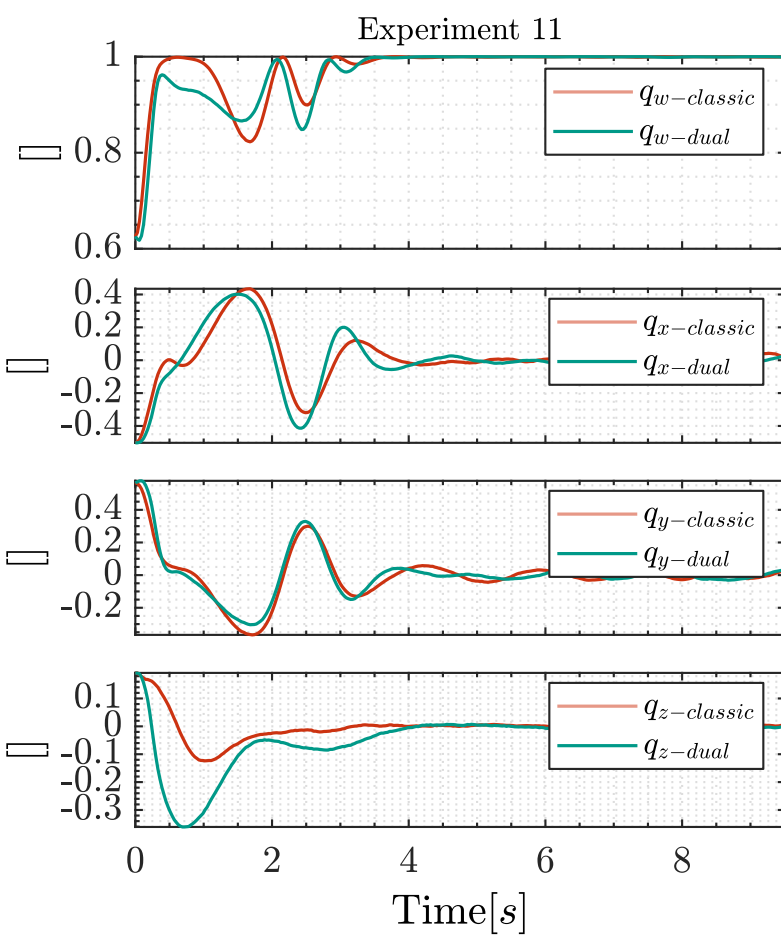 Experiment 11
1
0.8
0.6
[]
q_{w-classic}
q_{w-dual}
0.4
0.2
0
-0.2
-0.4
[]
q_{x-classic}
q_{x-dual}
0.4
0.2
0
-0.2
[]
q_{y-classic}
q_{y-dual}
0.1
0
-0.1
-0.2
-0.3
[]
q_{z-classic}
q_{z-dual}
0 2 4 6 8
Time[s]